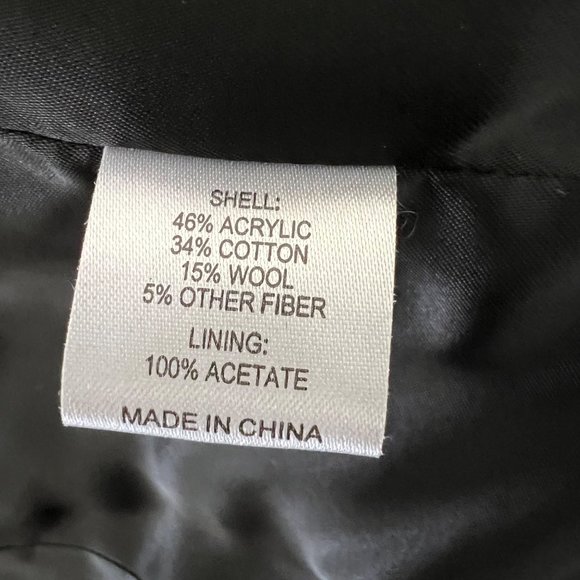 SHELL:
46% ACRYLIC
34% COTTON
15% WOOL
5% OTHER FIBER
LINING:
100% ACETATE
MADE IN CHINA